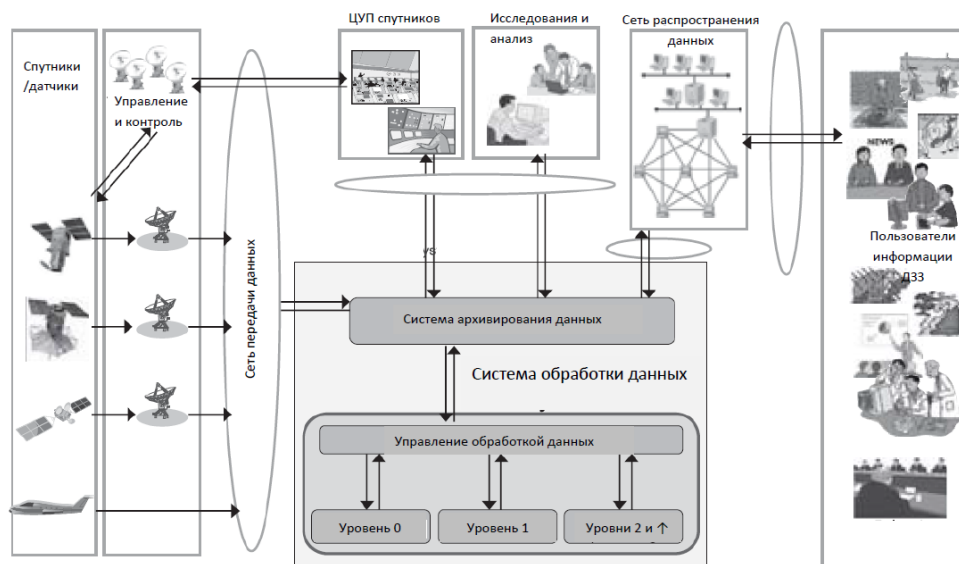 ЦУП спутников
Исследования и
анализ
Сеть распространения
данных
Спутники
/датчики
Управление
и контроль
NEWS
Пользователи
информации
ДЗЗ
ys
Сеть передачи данных
Система архивирования данных
Система обработки данных
Управление обработкой данных
Уровень 0
Уровень 1
Уровни 2 и ↑